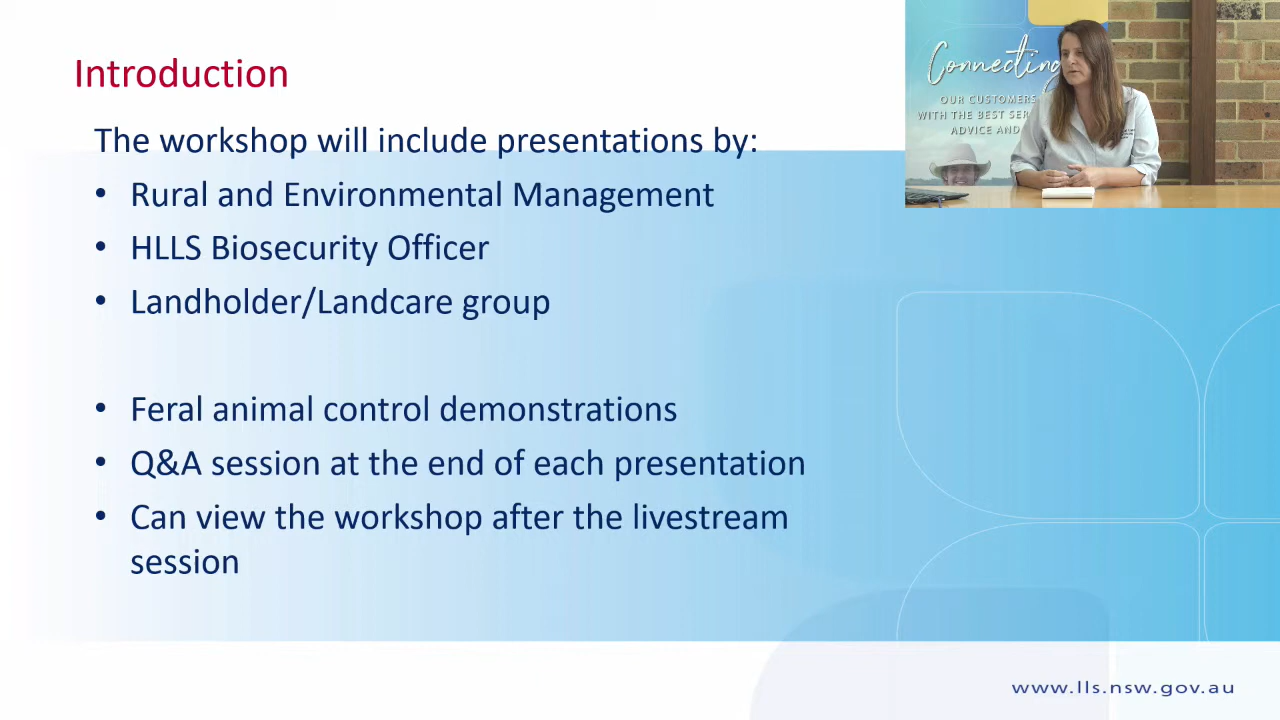 Introduction
The workshop will include presentations by:
• Rural and Environmental Management
• HLLS Biosecurity Officer
• Landholder/Landcare group
• Feral animal control demonstrations
• Q&A session at the end of each presentation
• Can view the workshop after the livestream
session
Connecting
OUR CUSTOMERS
WITH THE BEST SER
ADVICE AND
www.lls.nsw.gov.au